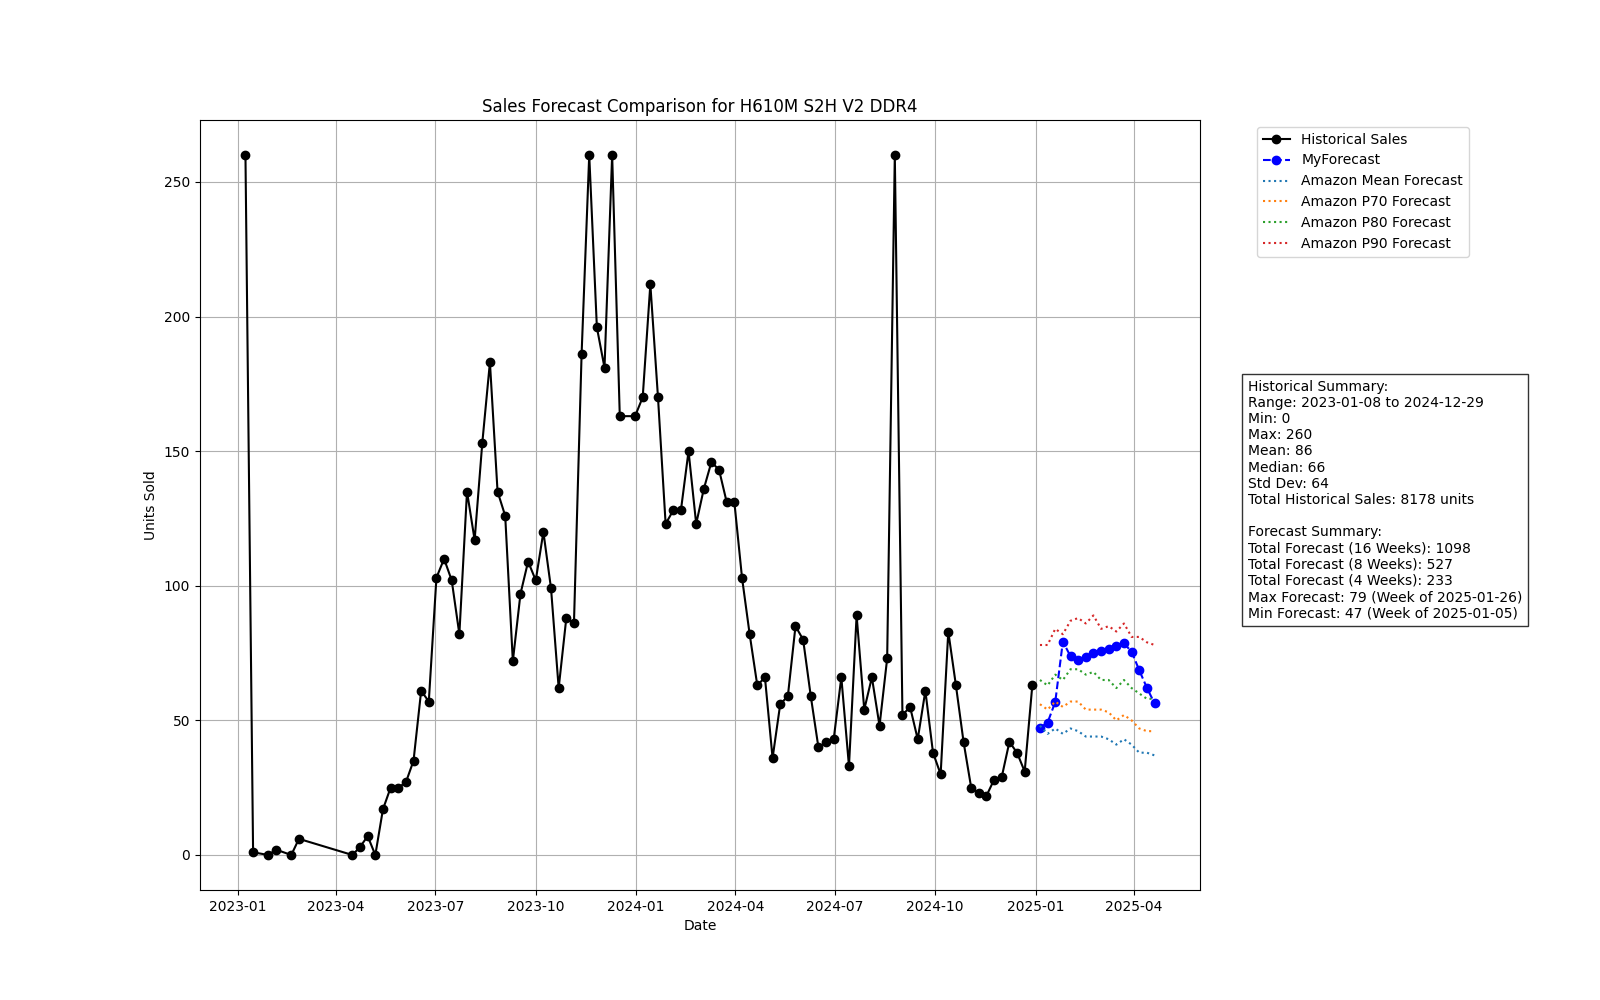 Sales Forecast Comparison for H610M S2H V2 DDR4
Historical Sales
MyForecast
Amazon Mean Forecast
Amazon P70 Forecast
Amazon P80 Forecast
Amazon P90 Forecast
Units Sold
250
200
150
100
50
0
2023-01
2023-04
2023-07
2023-10
2024-01
2024-04
2024-07
2024-10
2025-01
2025-04
Date
Historical Summary:
Range: 2023-01-08 to 2024-12-29
Min: 0
Max: 260
Mean: 86
Median: 66
Std Dev: 64
Total Historical Sales: 8178 units
Forecast Summary:
Total Forecast (16 Weeks): 1098
Total Forecast (8 Weeks): 527
Total Forecast (4 Weeks): 233
Max Forecast: 79 (Week of 2025-01-26)
Min Forecast: 47 (Week of 2025-01-05)